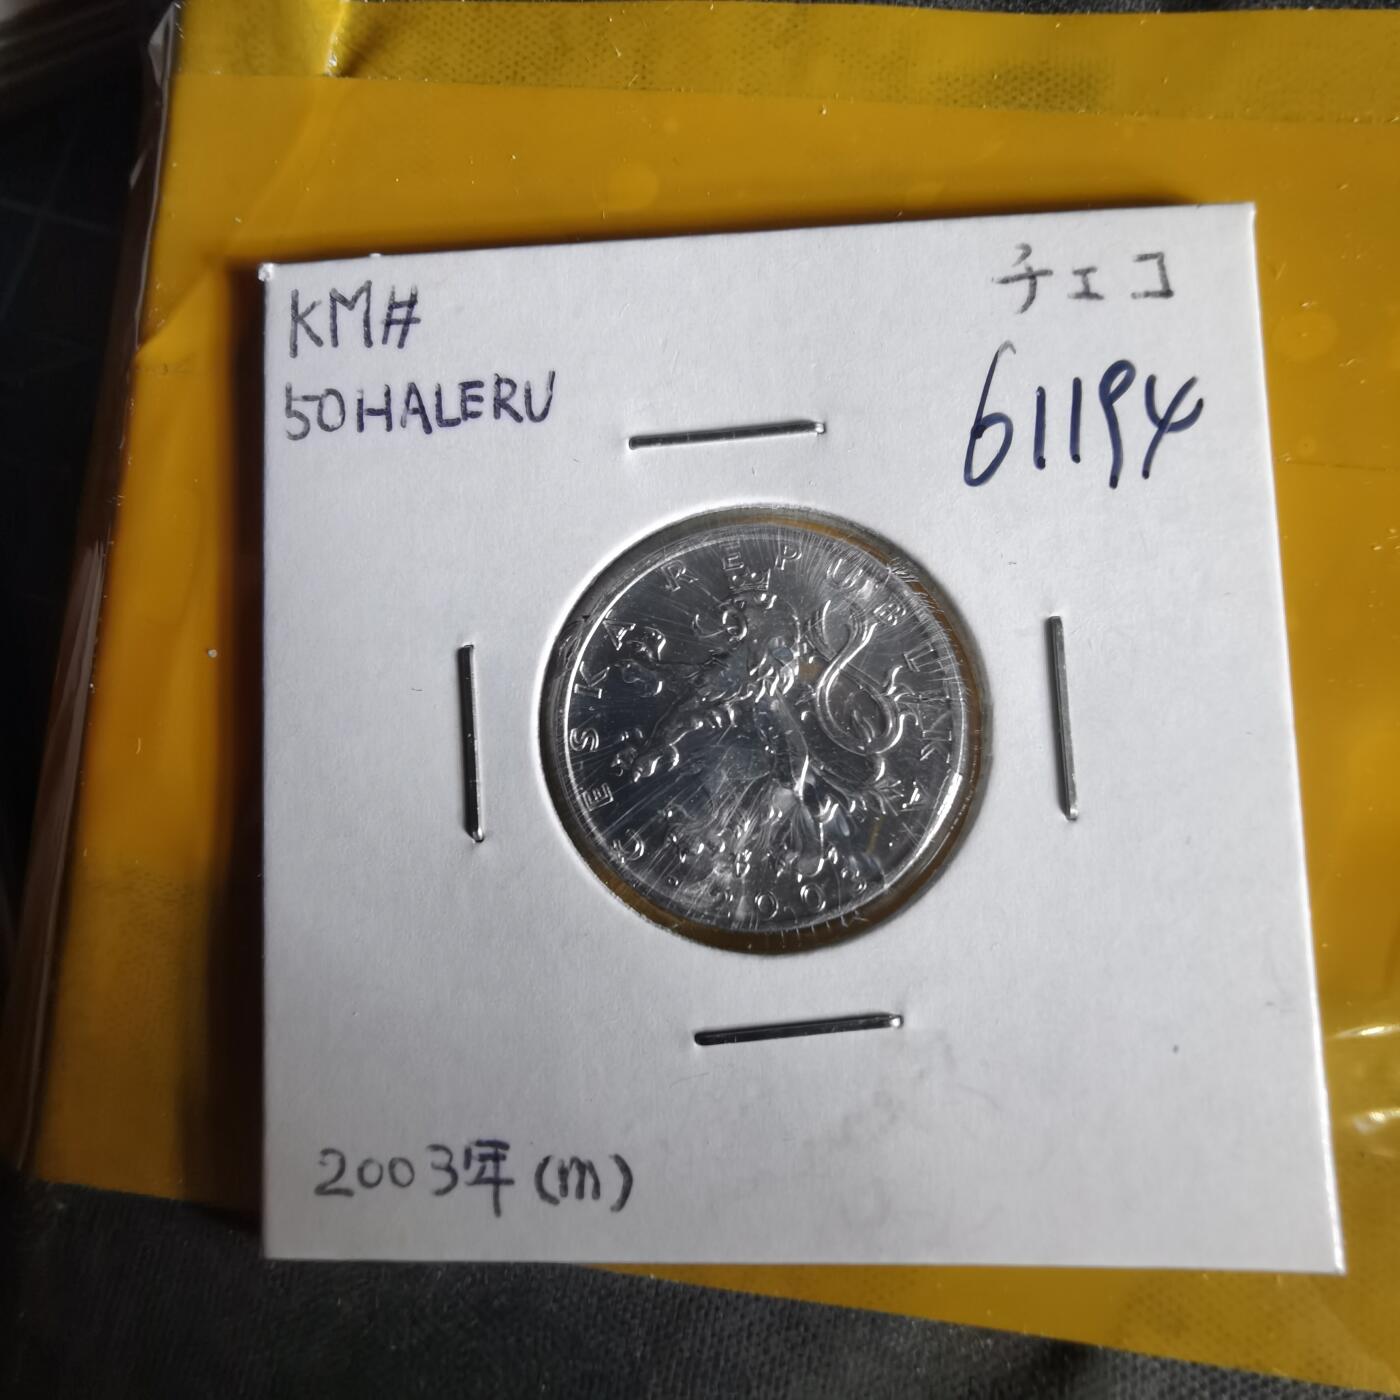 KM#
50HALERU
チェコ
61194
ČESKÁ REPUBLIKA
2003
2003年(m)